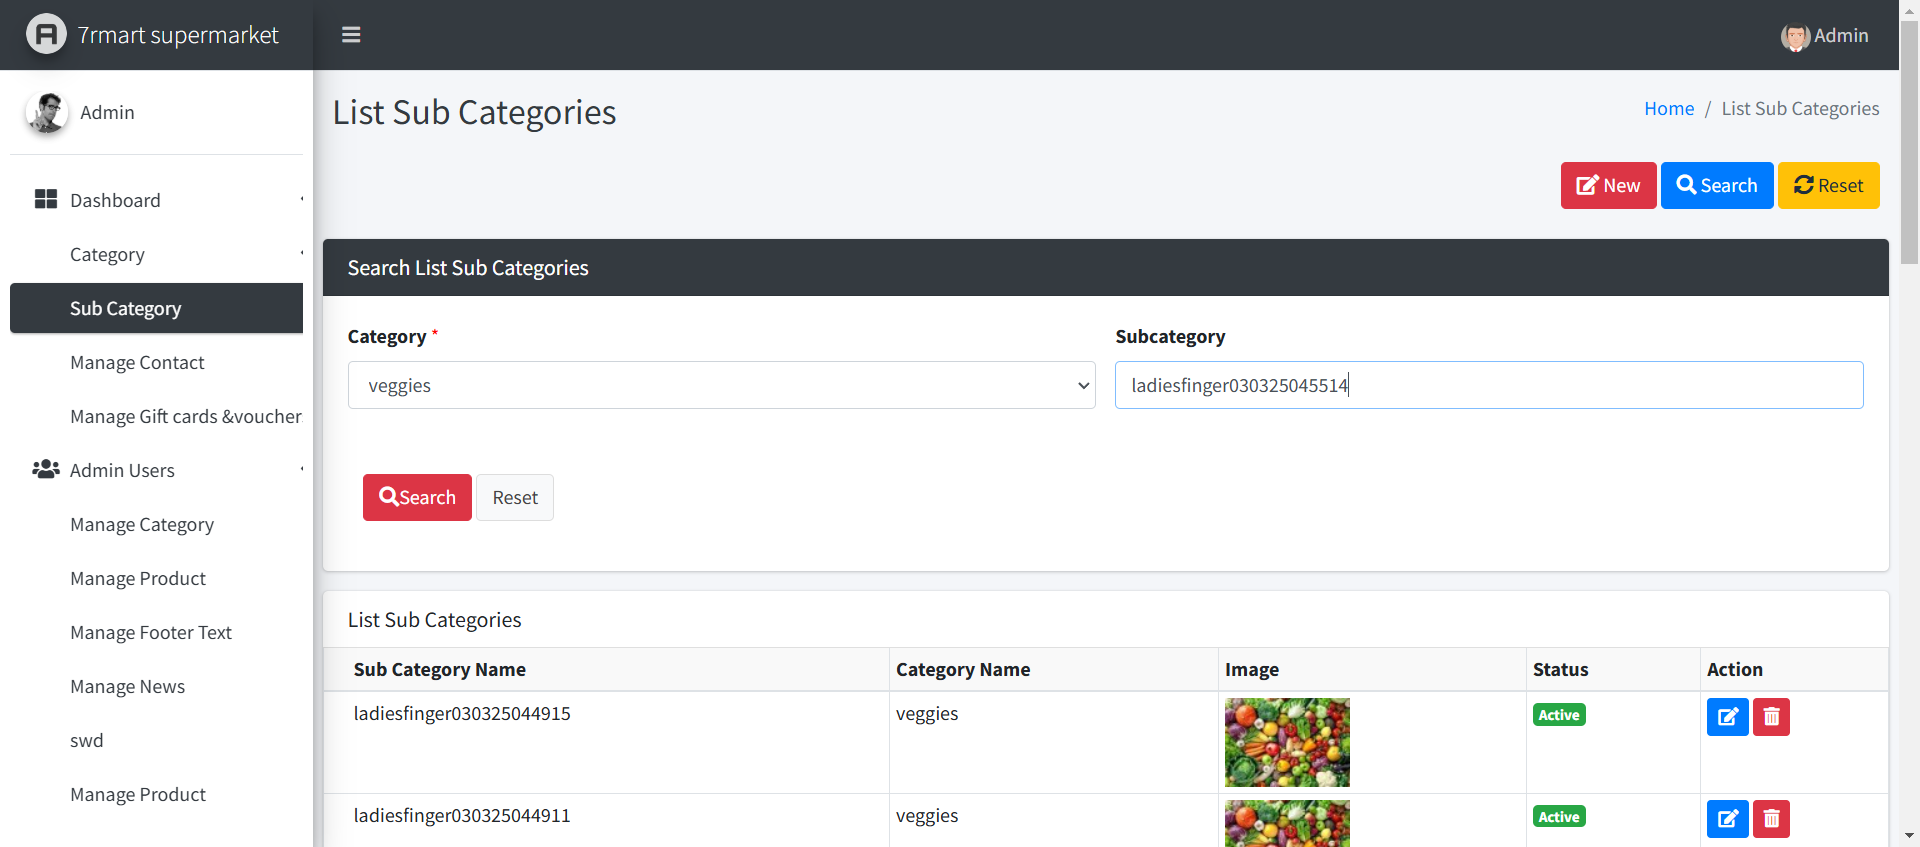 7rmart supermarket
Admin
Admin
List Sub Categories
Home / List Sub Categories
New
Search
Reset
Dashboard
Category
Sub Category
Manage Contact
Manage Gift cards &voucher
Admin Users
Manage Category
Manage Product
Manage Footer Text
Manage News
swd
Manage Product
Search List Sub Categories
Category *
Subcategory
veggies
ladiesfinger030325045514
Search
Reset
List Sub Categories
Sub Category Name Category Name Image Status Action
ladiesfinger030325044915 veggies Active
ladiesfinger030325044911 veggies Active